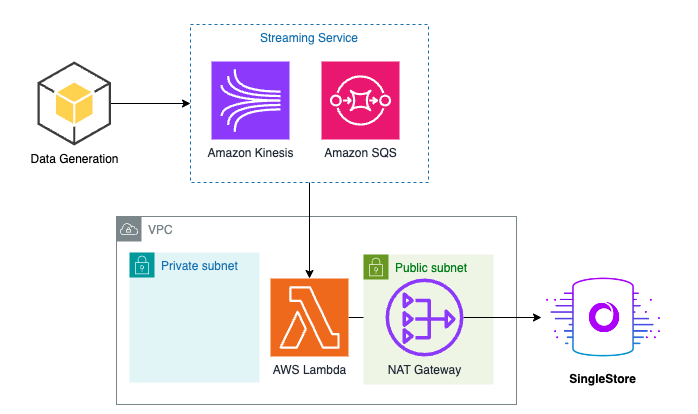 Streaming Service
Amazon Kinesis
Amazon SQS
Data Generation
VPC
Private subnet
Public subnet
AWS Lambda
NAT Gateway
SingleStore